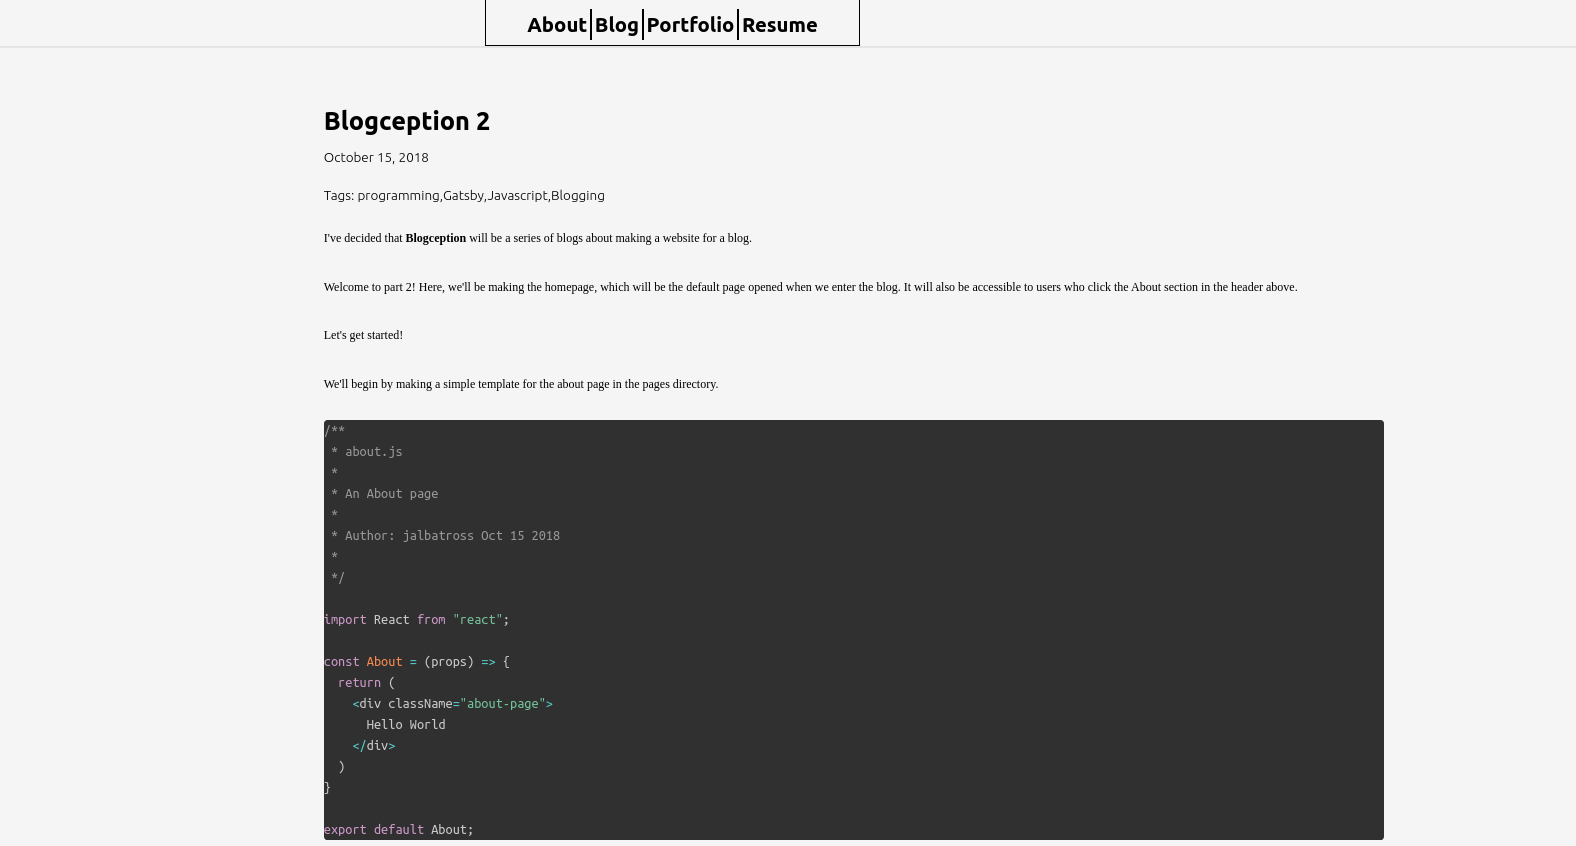 About Blog Portfolio Resume
Blogception 2
October 15, 2018
Tags: programming,Gatsby,Javascript,Blogging
I've decided that Blogception will be a series of blogs about making a website for a blog.
Welcome to part 2! Here, we'll be making the homepage, which will be the default page opened when we enter the blog. It will also be accessible to users who click the About section in the header above.
Let's get started!
We'll begin by making a simple template for the about page in the pages directory.
/**
 * about.js
 *
 * An About page
 *
 * Author: jalbatross Oct 15 2018
 *
 */
import React from "react";
const About = (props) => {
  return (
    <div className="about-page">
      Hello World
    </div>
  )
}
export default About;